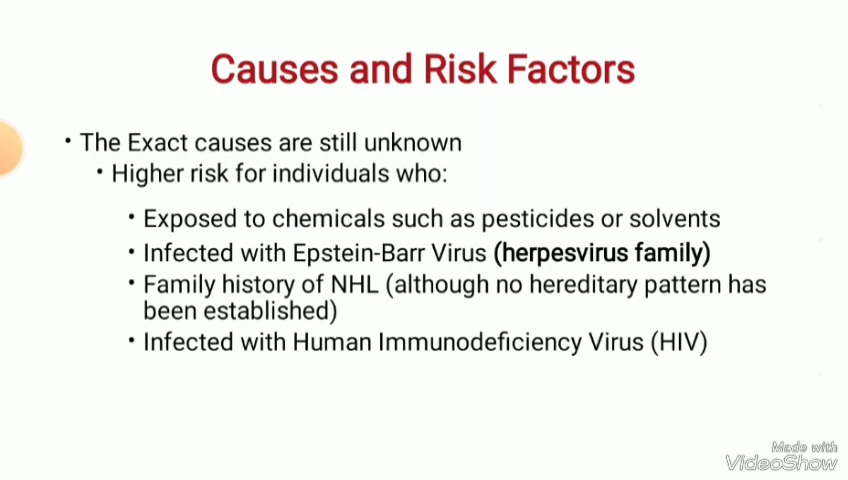 Causes and Risk Factors
• The Exact causes are still unknown
• Higher risk for individuals who:
• Exposed to chemicals such as pesticides or solvents
• Infected with Epstein-Barr Virus (herpesvirus family)
• Family history of NHL (although no hereditary pattern has
been established)
• Infected with Human Immunodeficiency Virus (HIV)
Made with
VideoShow